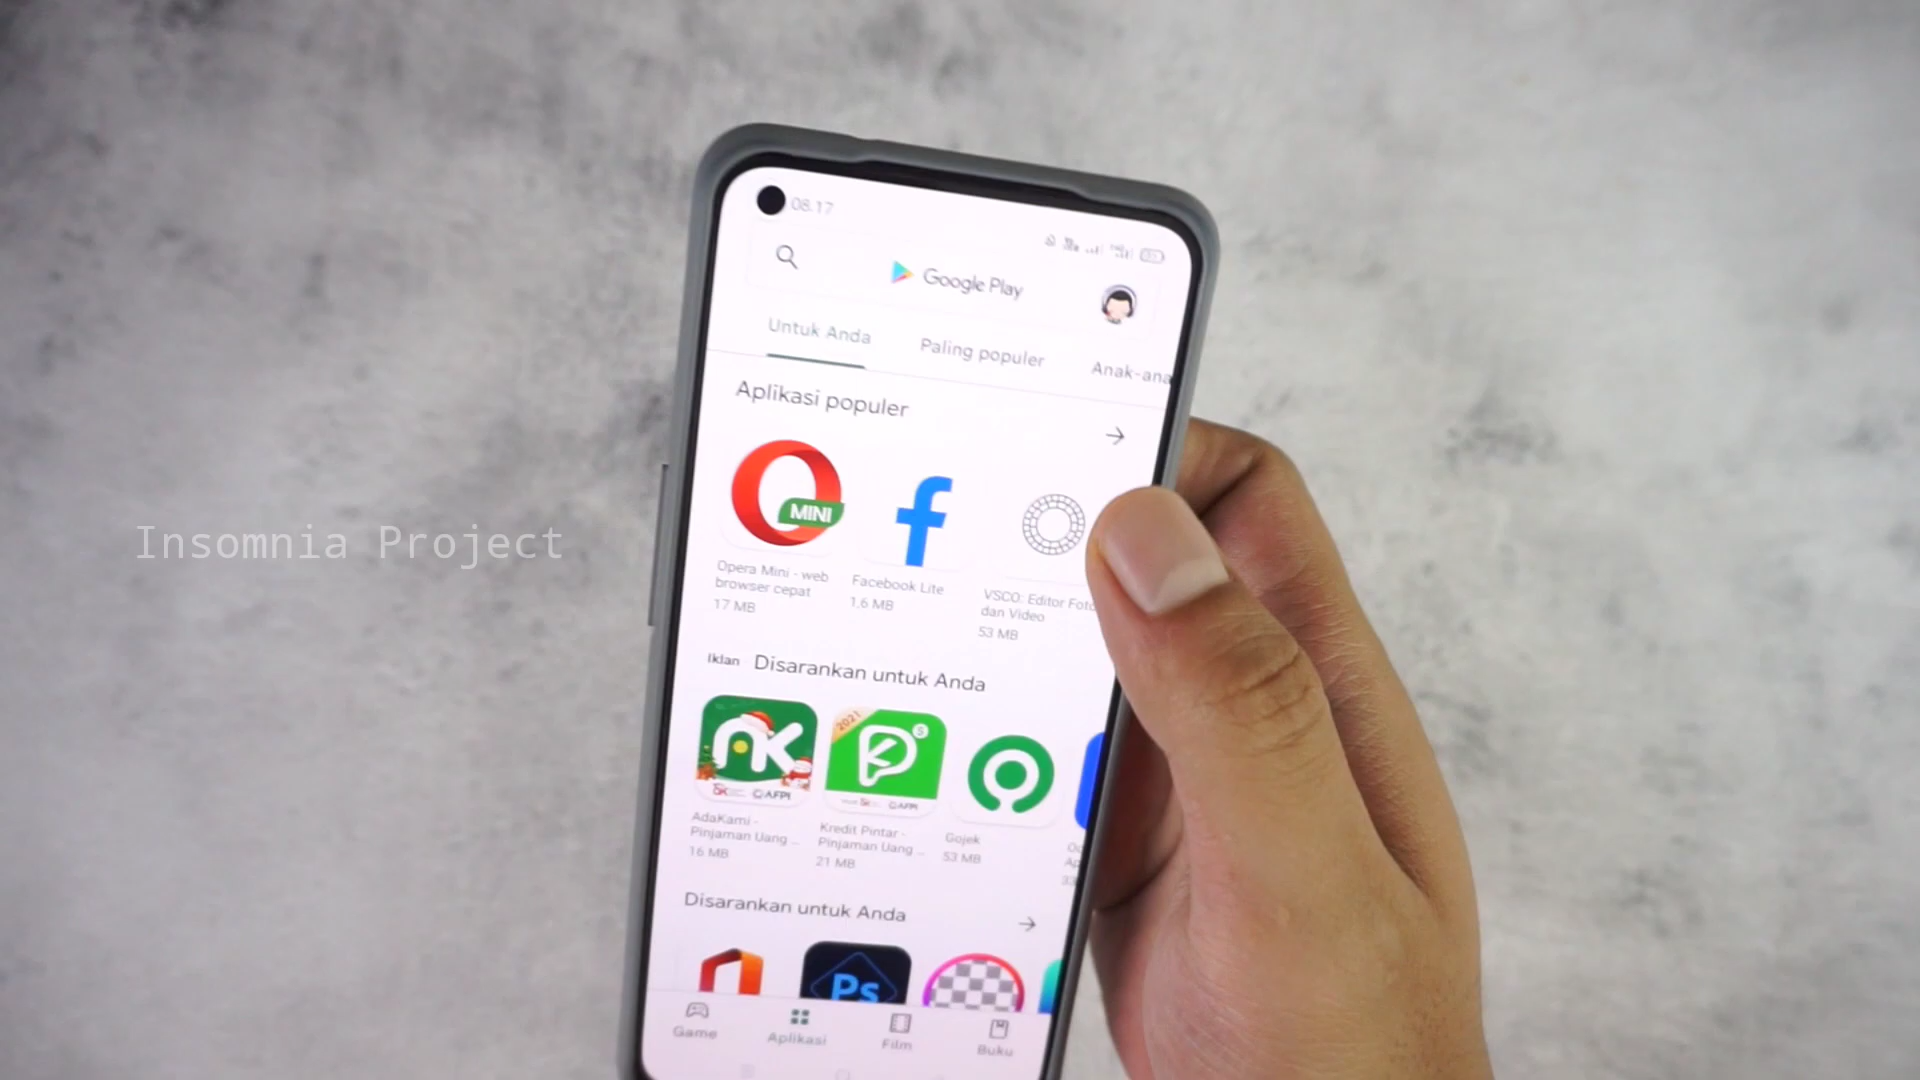 08.17
Google Play
Untuk Anda
Paling populer
Anak-ana
Aplikasi populer
MINI
Insomnia Project
Opera Mini - web
browser cepat
17 MB
Facebook Lite
1,6 MB
VSCO: Editor Foto
dan Video
53 MB
Iklan Disarankan untuk Anda
AK
AFPI
2021
AFPI
AdaKami -
Pinjaman Uang ...
16 MB
Kredit Pintar -
Pinjaman Uang ...
21 MB
Gojek
53 MB
Disarankan untuk Anda
Ps
Game
Aplikasi
Film
Buku